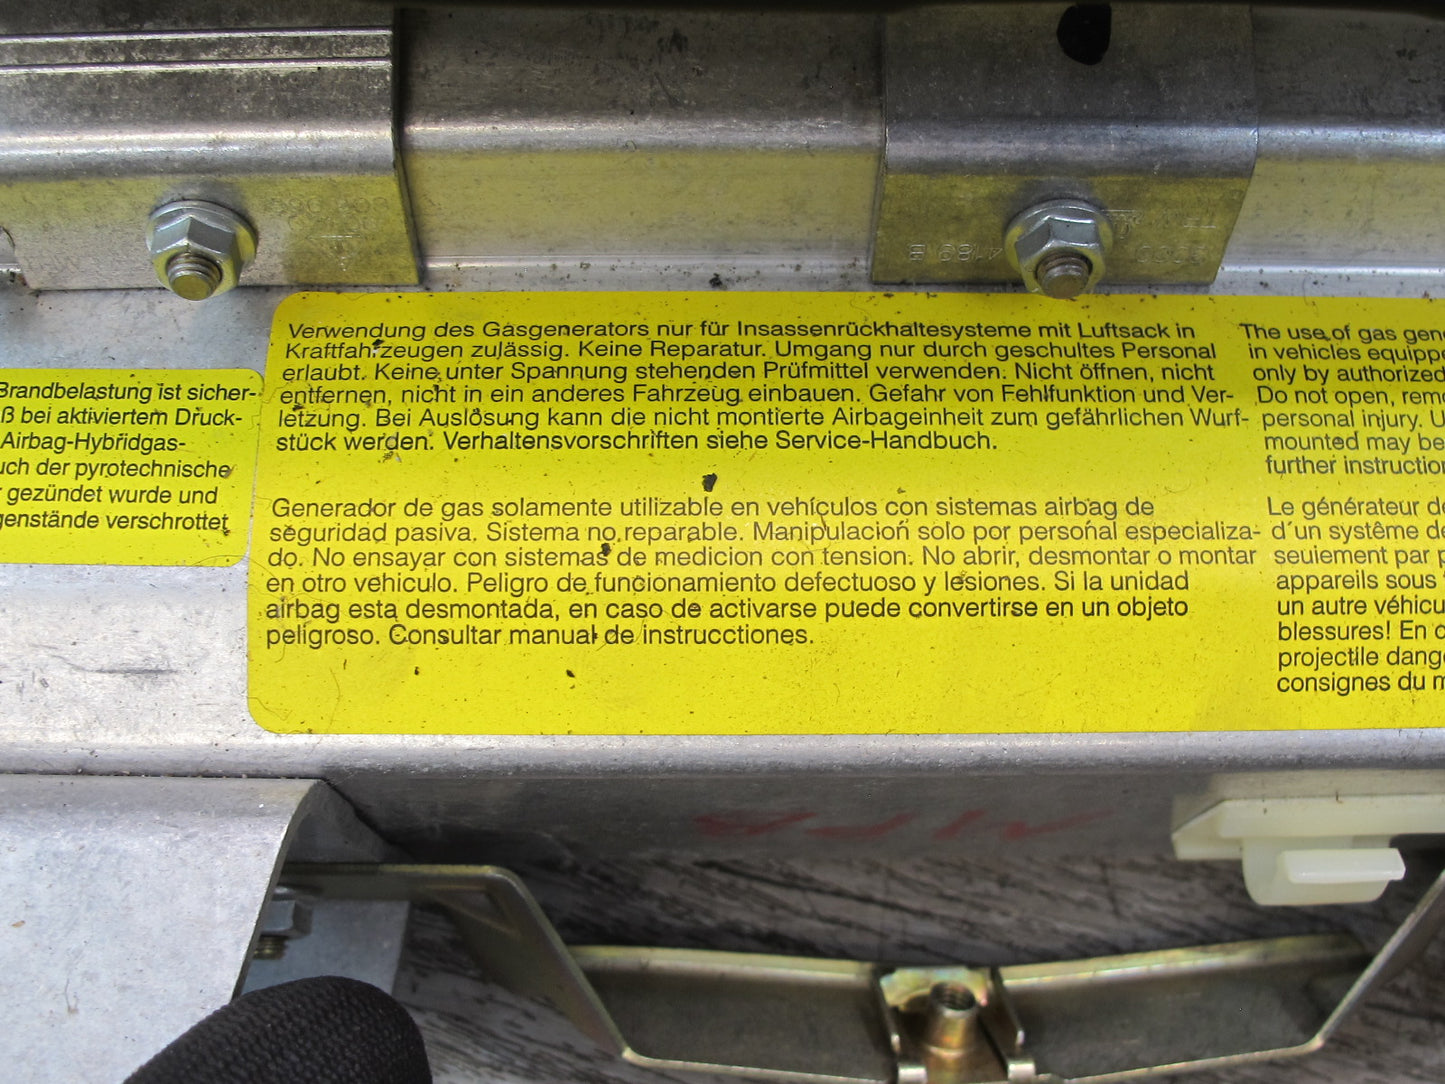 4189 B
Verwendung des Gasgenerators nur für Insassenrückhaltesysteme mit Luftsack in
Kraftfahrzeugen zulässig. Keine Reparatur. Umgang nur durch geschultes Personal
erlaubt. Keine unter Spannung stehenden Prüfmittel verwenden. Nicht öffnen, nicht
entfernen, nicht in ein anderes Fahrzeug einbauen. Gefahr von Fehlfunktion und Ver-
letzung. Bei Auslösung kann die nicht montierte Airbageinheit zum gefährlichen Wurf-
stück werden. Verhaltensvorschriften siehe Service-Handbuch.
Generador de gas solamente utilizable en vehículos con sistemas airbag de
seguridad pasiva. Sistema no reparable. Manipulación solo por personal especializa-
do. No ensayar con sistemas de medicion con tension. No abrir, desmontar o montar
en otro vehiculo. Peligro de funcionamiento defectuoso y lesiones. Si la unidad
airbag esta desmontada, en caso de activarse puede convertirse en un objeto
peligroso. Consultar manual de instrucctiones.
Brandbelastung ist sicher-
ß bei aktiviertem Druck-
Airbag-Hybridgas-
uch der pyrotechnische
r gezündet wurde und
genstände verschrottet
The use of gas gen
in vehicles equippe
only by authorized
Do not open, remo
personal injury. U
mounted may be
further instruction
Le générateur de
d'un système de
seulement par p
appareils sous
un autre véhicu
blessures! En c
projectile dange
consignes du m